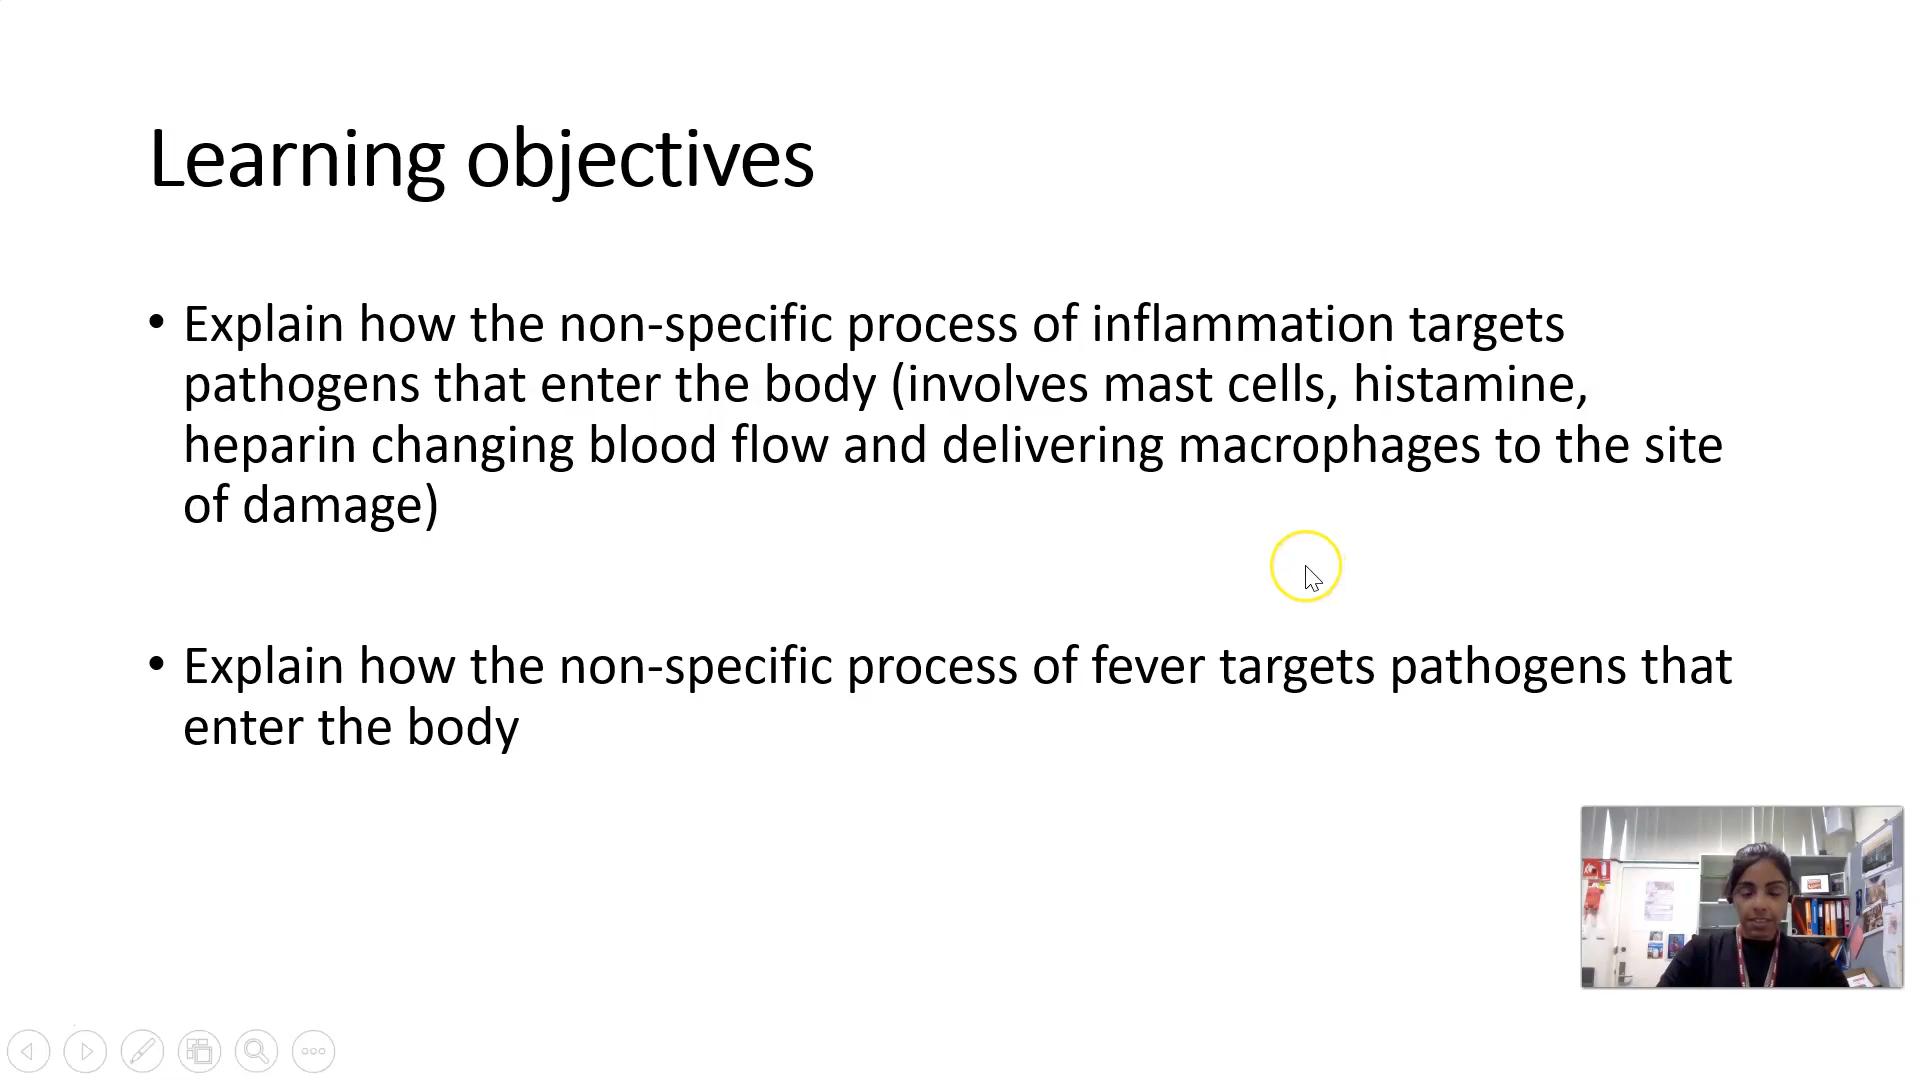 Learning objectives
• Explain how the non-specific process of inflammation targets
pathogens that enter the body (involves mast cells, histamine,
heparin changing blood flow and delivering macrophages to the site
of damage)
• Explain how the non-specific process of fever targets pathogens that
enter the body